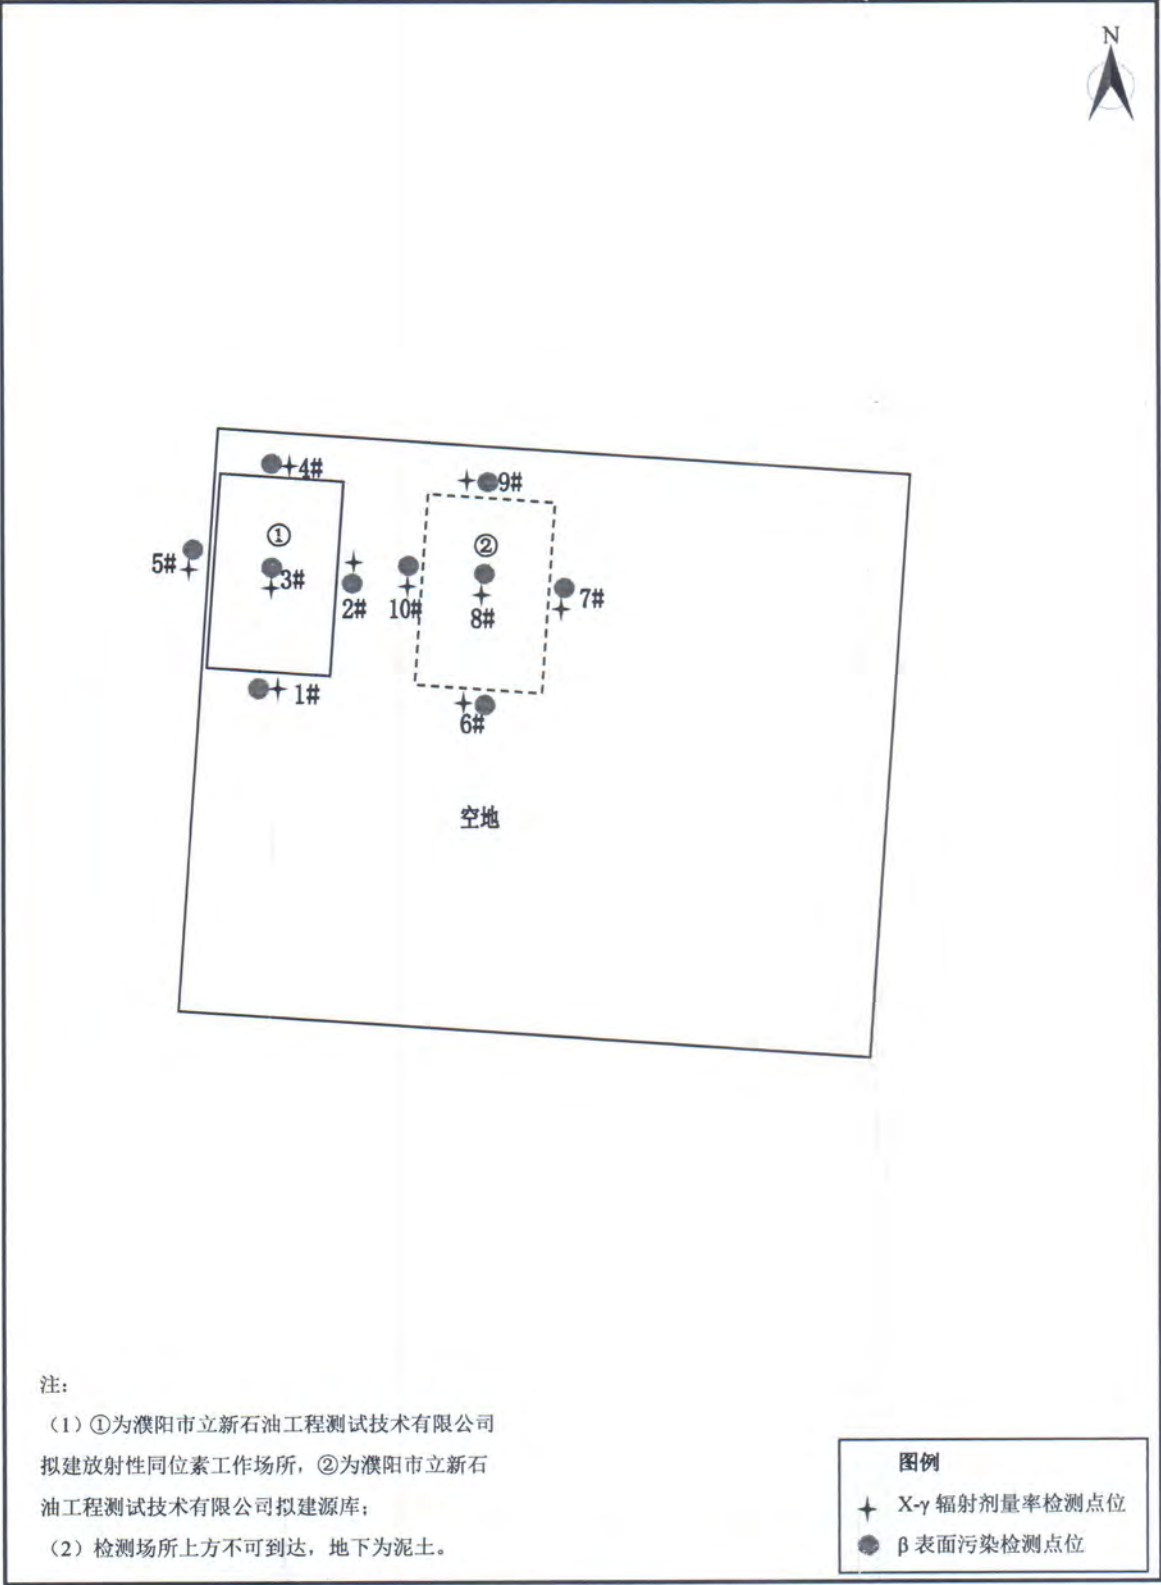 N
4#
9#
①
②
5#
3#
2#
10#
8#
7#
1#
6#
空地
注：
（1）①为濮阳市立新石油工程测试技术有限公司
拟建放射性同位素工作场所，②为濮阳市立新石
油工程测试技术有限公司拟建源库；
（2）检测场所上方不可到达，地下为泥土。
图例
X-γ 辐射剂量率检测点位
β 表面污染检测点位